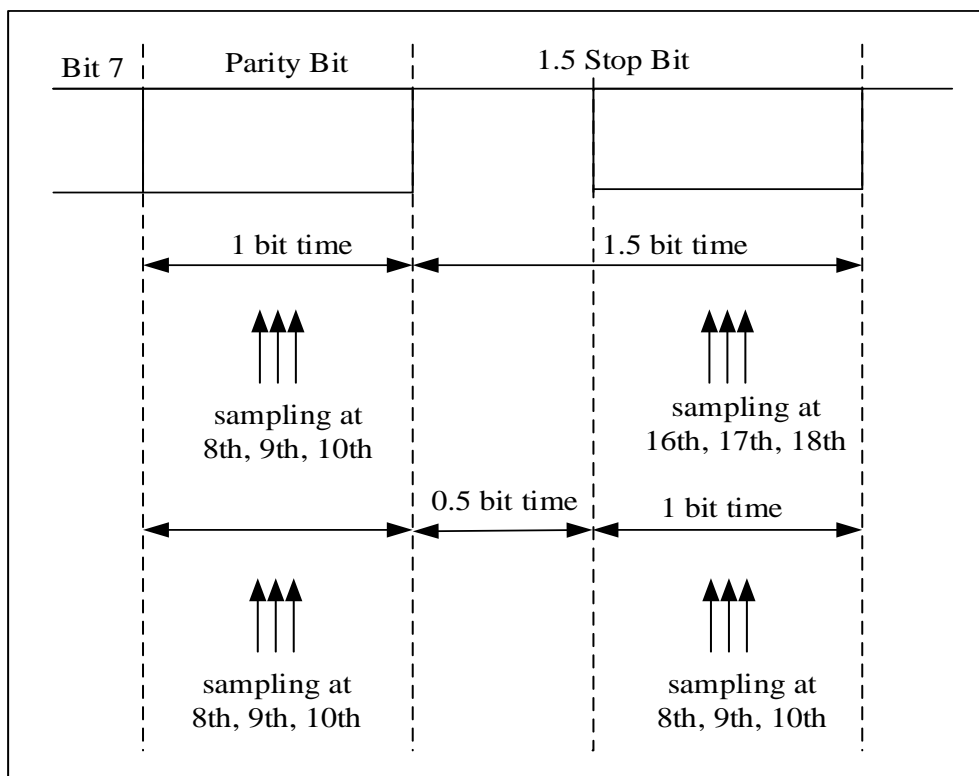 Bit 7 Parity Bit 1.5 Stop Bit
1 bit time 1.5 bit time
sampling at
8th, 9th, 10th
sampling at
16th, 17th, 18th
0.5 bit time 1 bit time
sampling at
8th, 9th, 10th
sampling at
8th, 9th, 10th